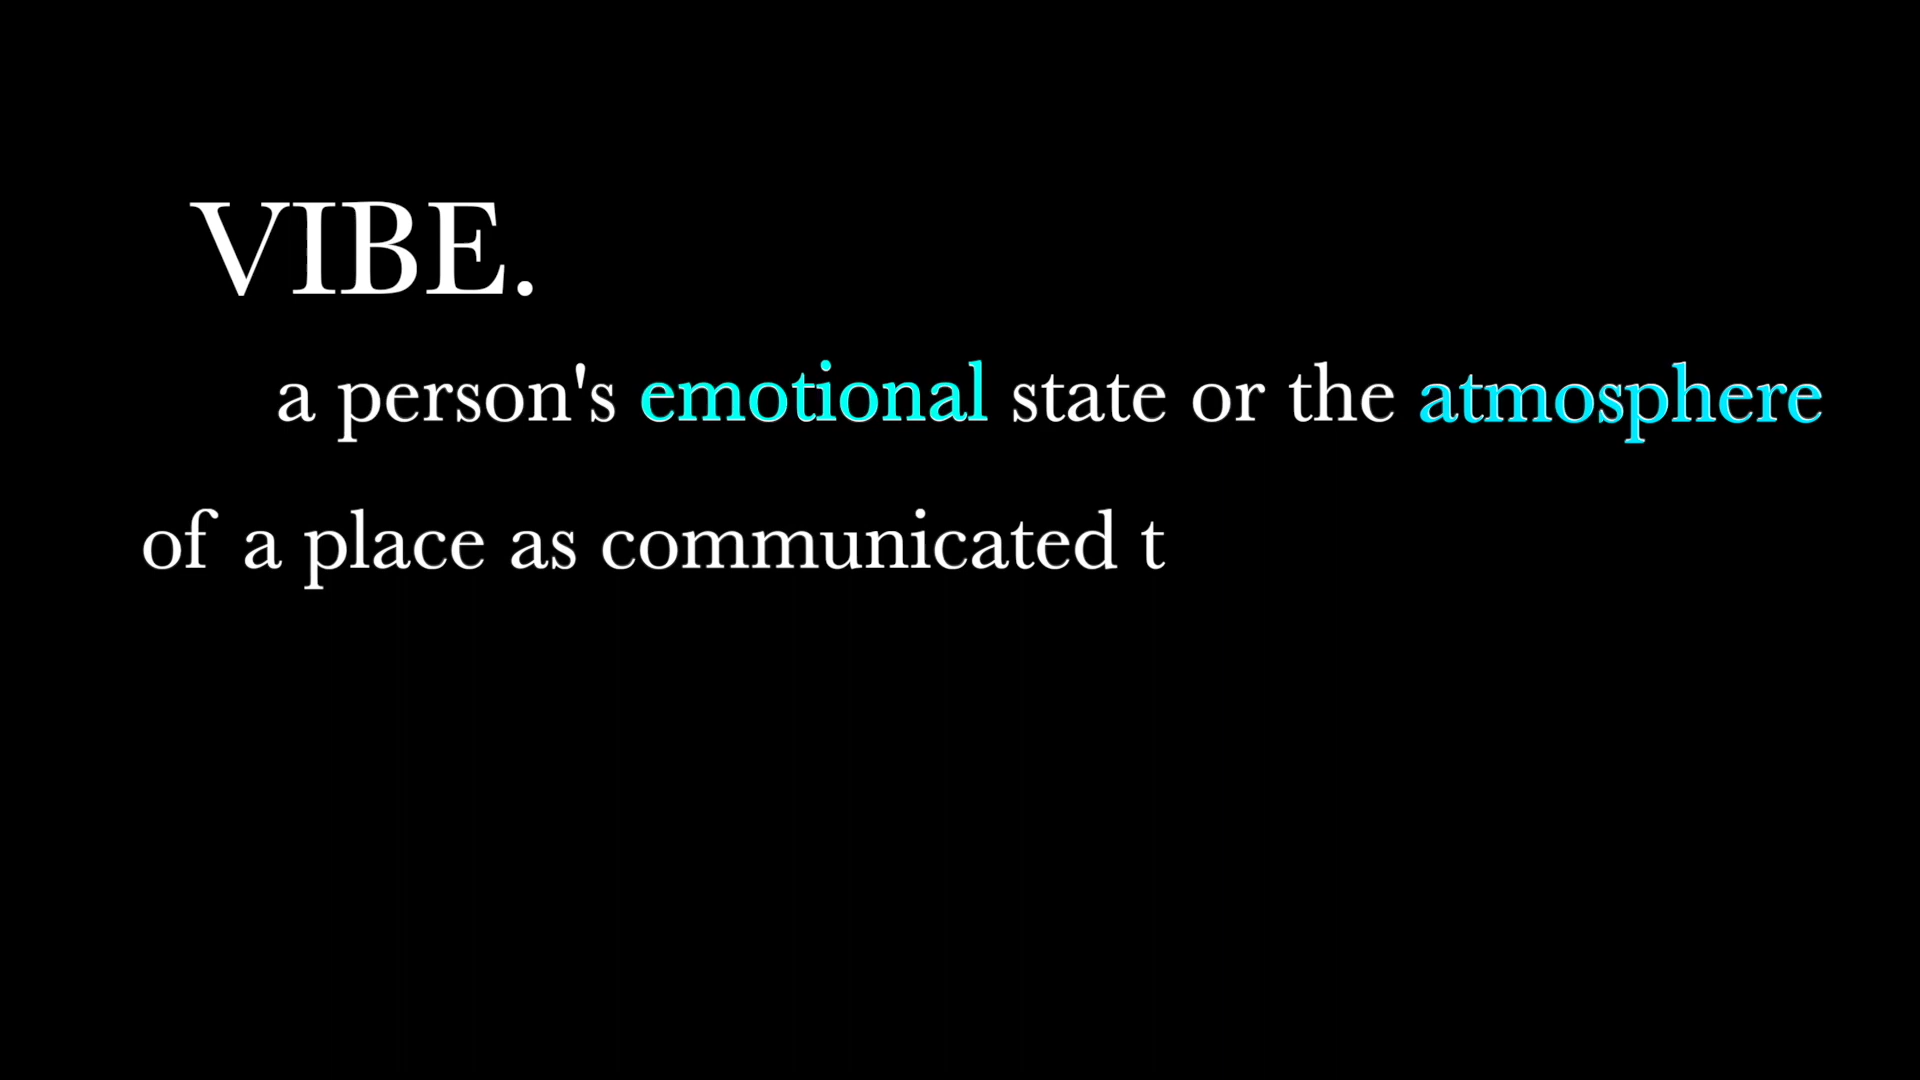 VIBE.
a person's emotional state or the atmosphere
of a place as communicated t